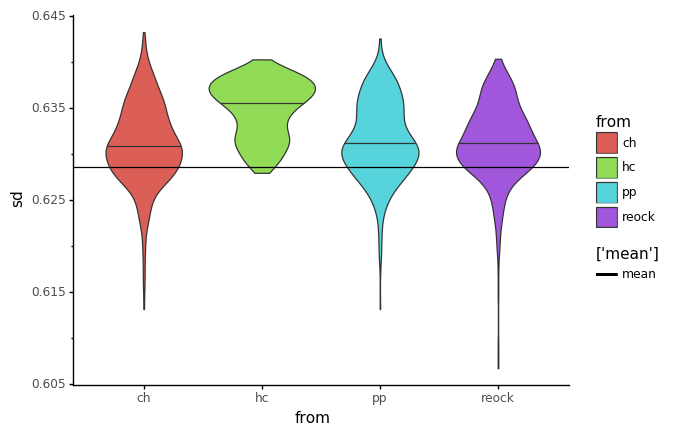 0.645
0.635
0.625
0.615
0.605
sd
ch
hc
pp
reock
from
from
ch
hc
pp
reock
['mean']
mean